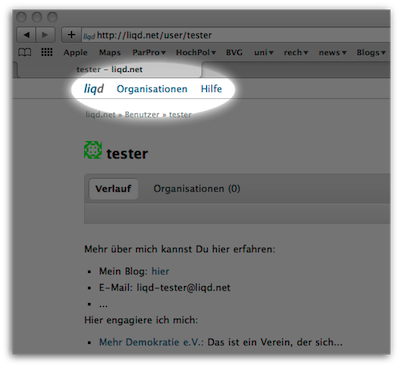 liqd http://liqd.net/user/tester
Apple Maps ParPro▾ HochPol▾ BVG uni▾ rech▾ news▾ Blogs▾
tester – liqd.net
liqd Organisationen Hilfe
liqd.net » Benutzer » tester
tester
Verlauf Organisationen (0)
Mehr über mich kannst Du hier erfahren:
▪ Mein Blog: hier
▪ E-Mail: liqd-tester@liqd.net
▪ ...
Hier engagiere ich mich:
▪ Mehr Demokratie e.V.: Das ist ein Verein, der sich...